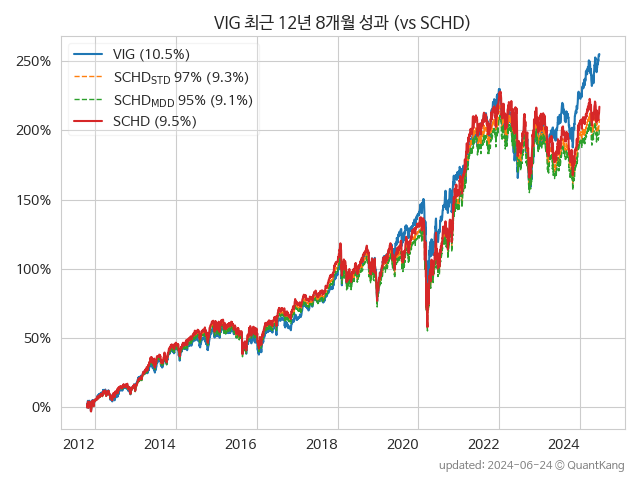 VIG 최근 12년 8개월 성과 (vs SCHD)
VIG (10.5%)
SCHD_STD 97% (9.3%)
SCHD_MDD 95% (9.1%)
SCHD (9.5%)
250%
200%
150%
100%
50%
0%
2012 2014 2016 2018 2020 2022 2024
updated: 2024-06-24 © QuantKang